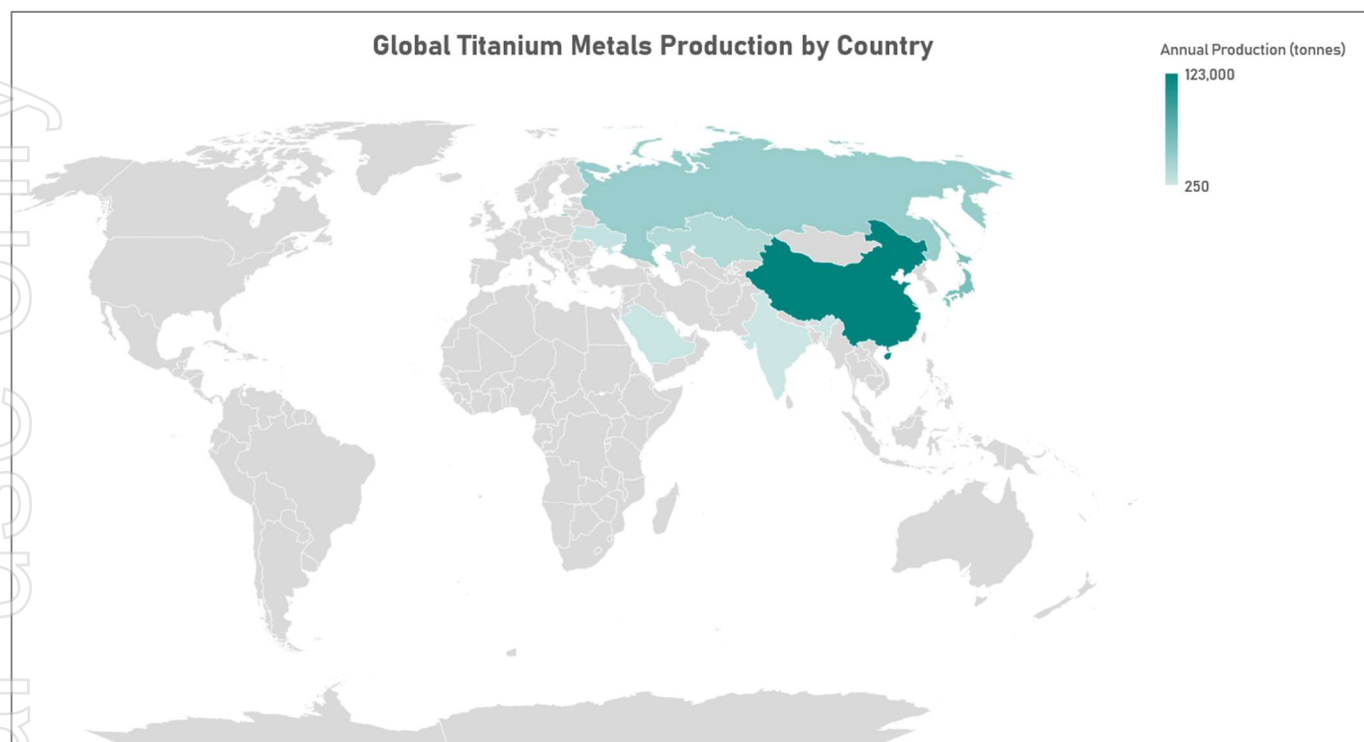 Global Titanium Metals Production by Country
Annual Production (tonnes)
123,000
250